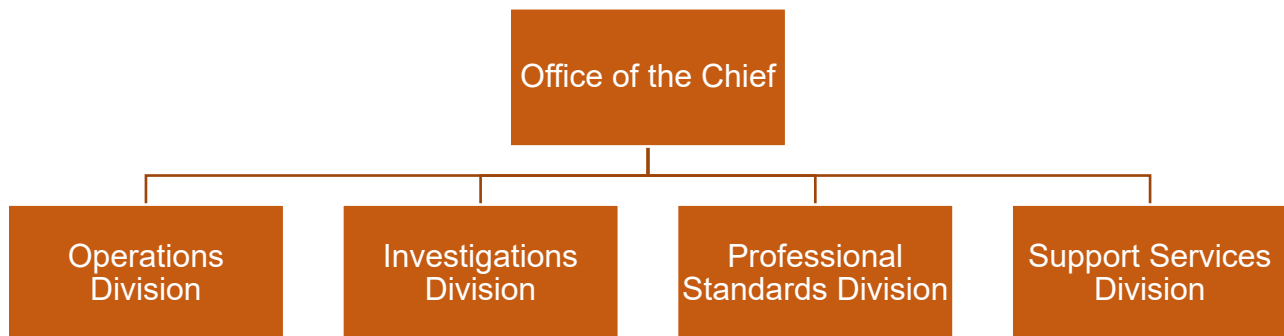 Office of the Chief
Operations
Division
Investigations
Division
Professional
Standards Division
Support Services
Division